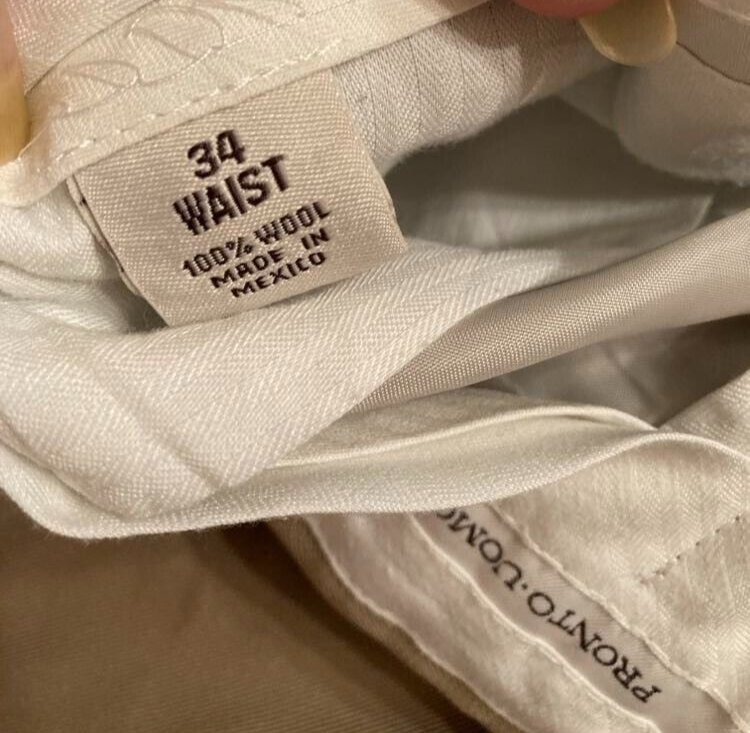 34
WAIST
100% WOOL
MADE IN
MEXICO
PRONTO·UOMO